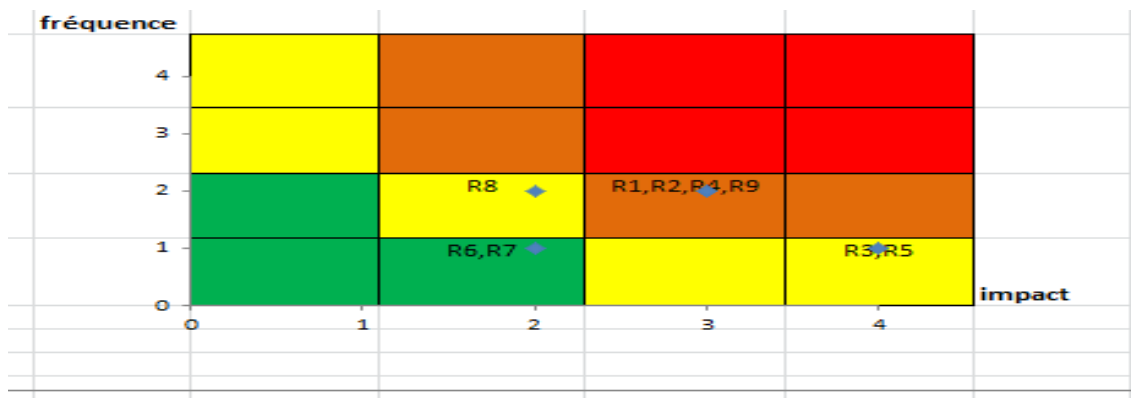 fréquence
4
3
2
R8
R1,R2,R4,R9
1
R6,R7
R3,R5
0
impact
0 1 2 3 4